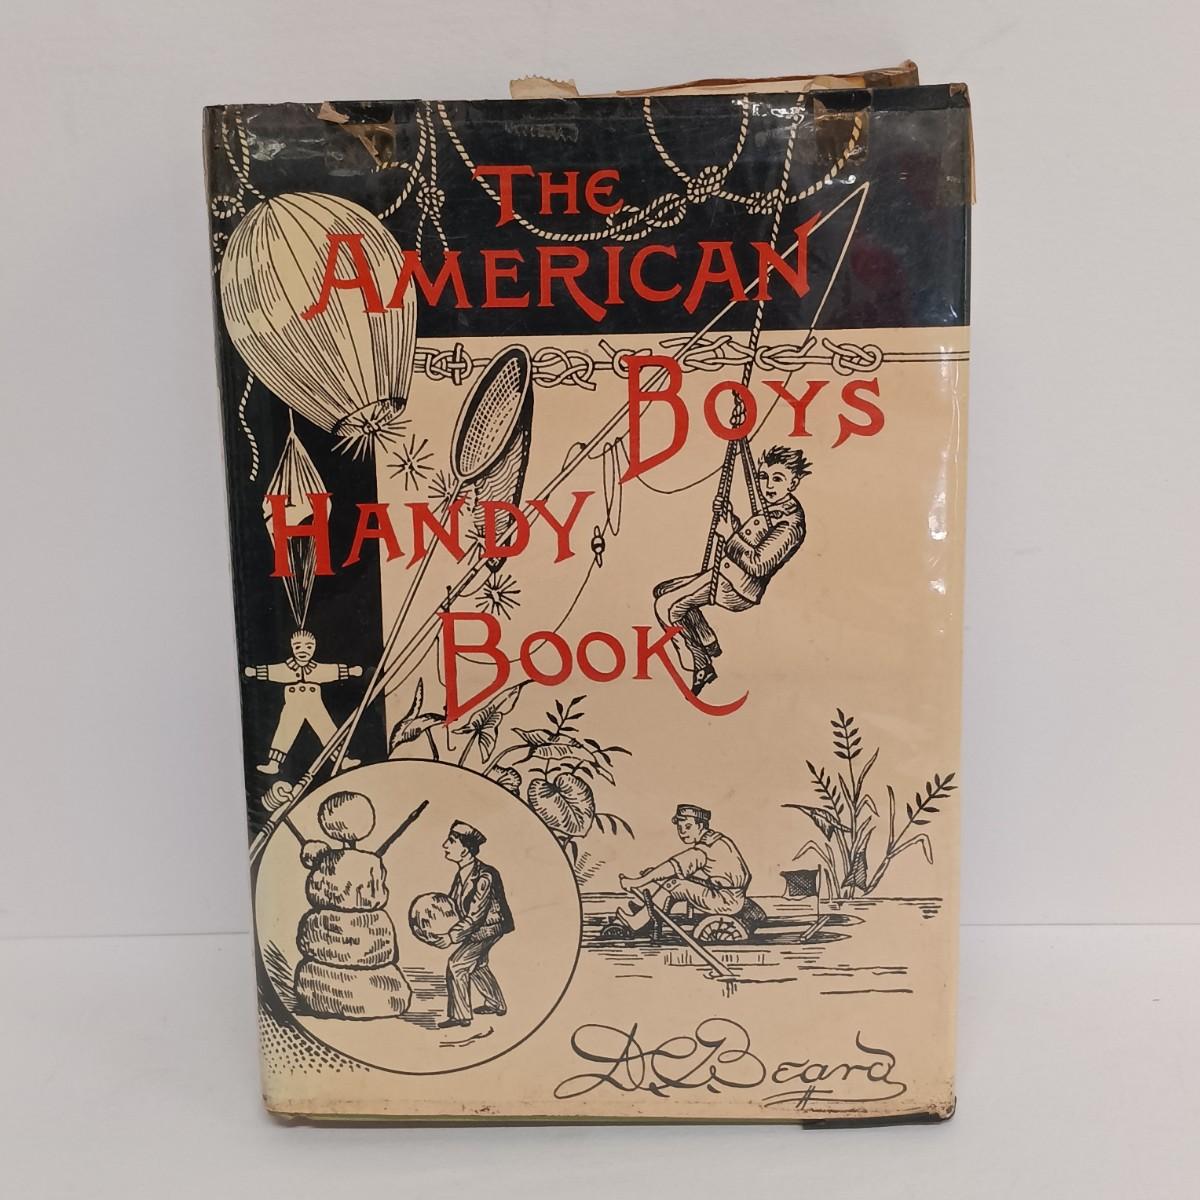 THE
AMERICAN
BOYS
HANDY
BOOK
D.C. Beard